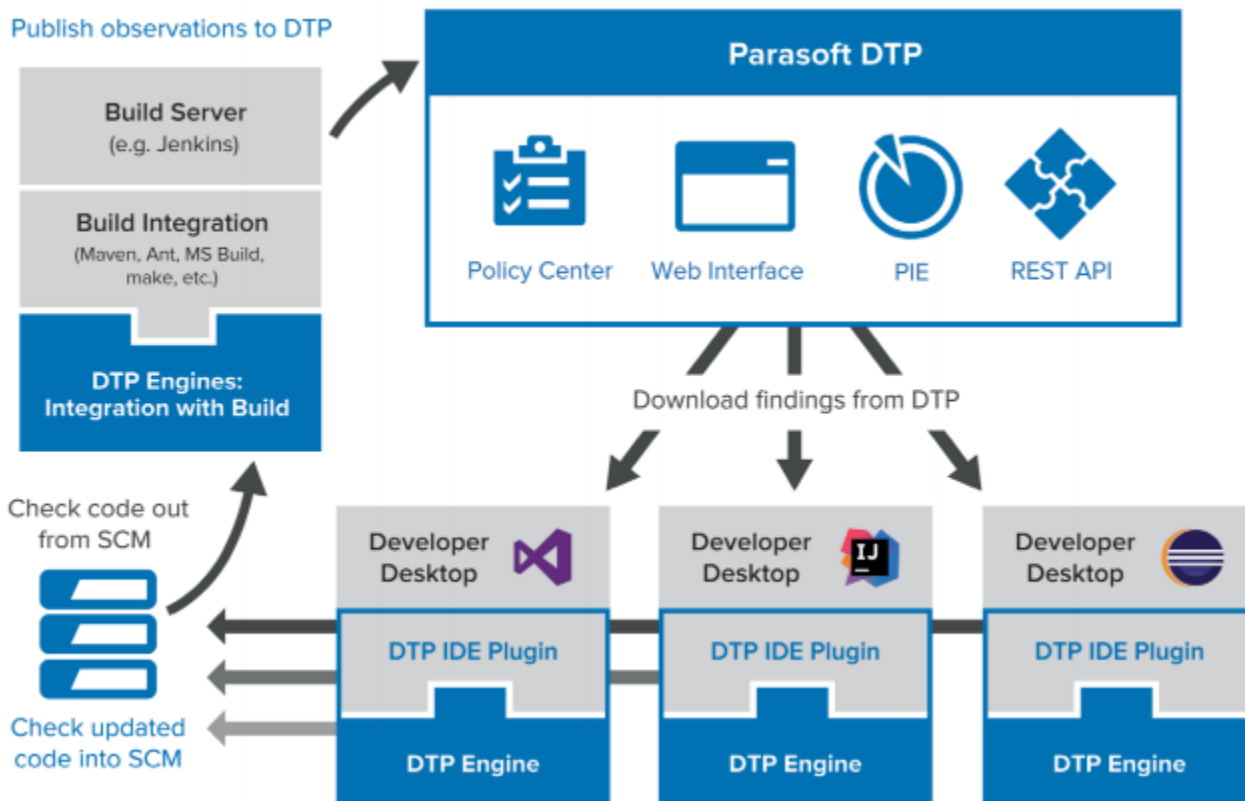 Publish observations to DTP
Parasoft DTP
Build Server
(e.g. Jenkins)
Build Integration
(Maven, Ant, MS Build,
make, etc.)
DTP Engines:
Integration with Build
Policy Center
Web Interface
PIE
REST API
Download findings from DTP
Check code out
from SCM
Check updated
code into SCM
Developer
Desktop
DTP IDE Plugin
DTP Engine
Developer
Desktop
IJ
DTP IDE Plugin
DTP Engine
Developer
Desktop
DTP IDE Plugin
DTP Engine